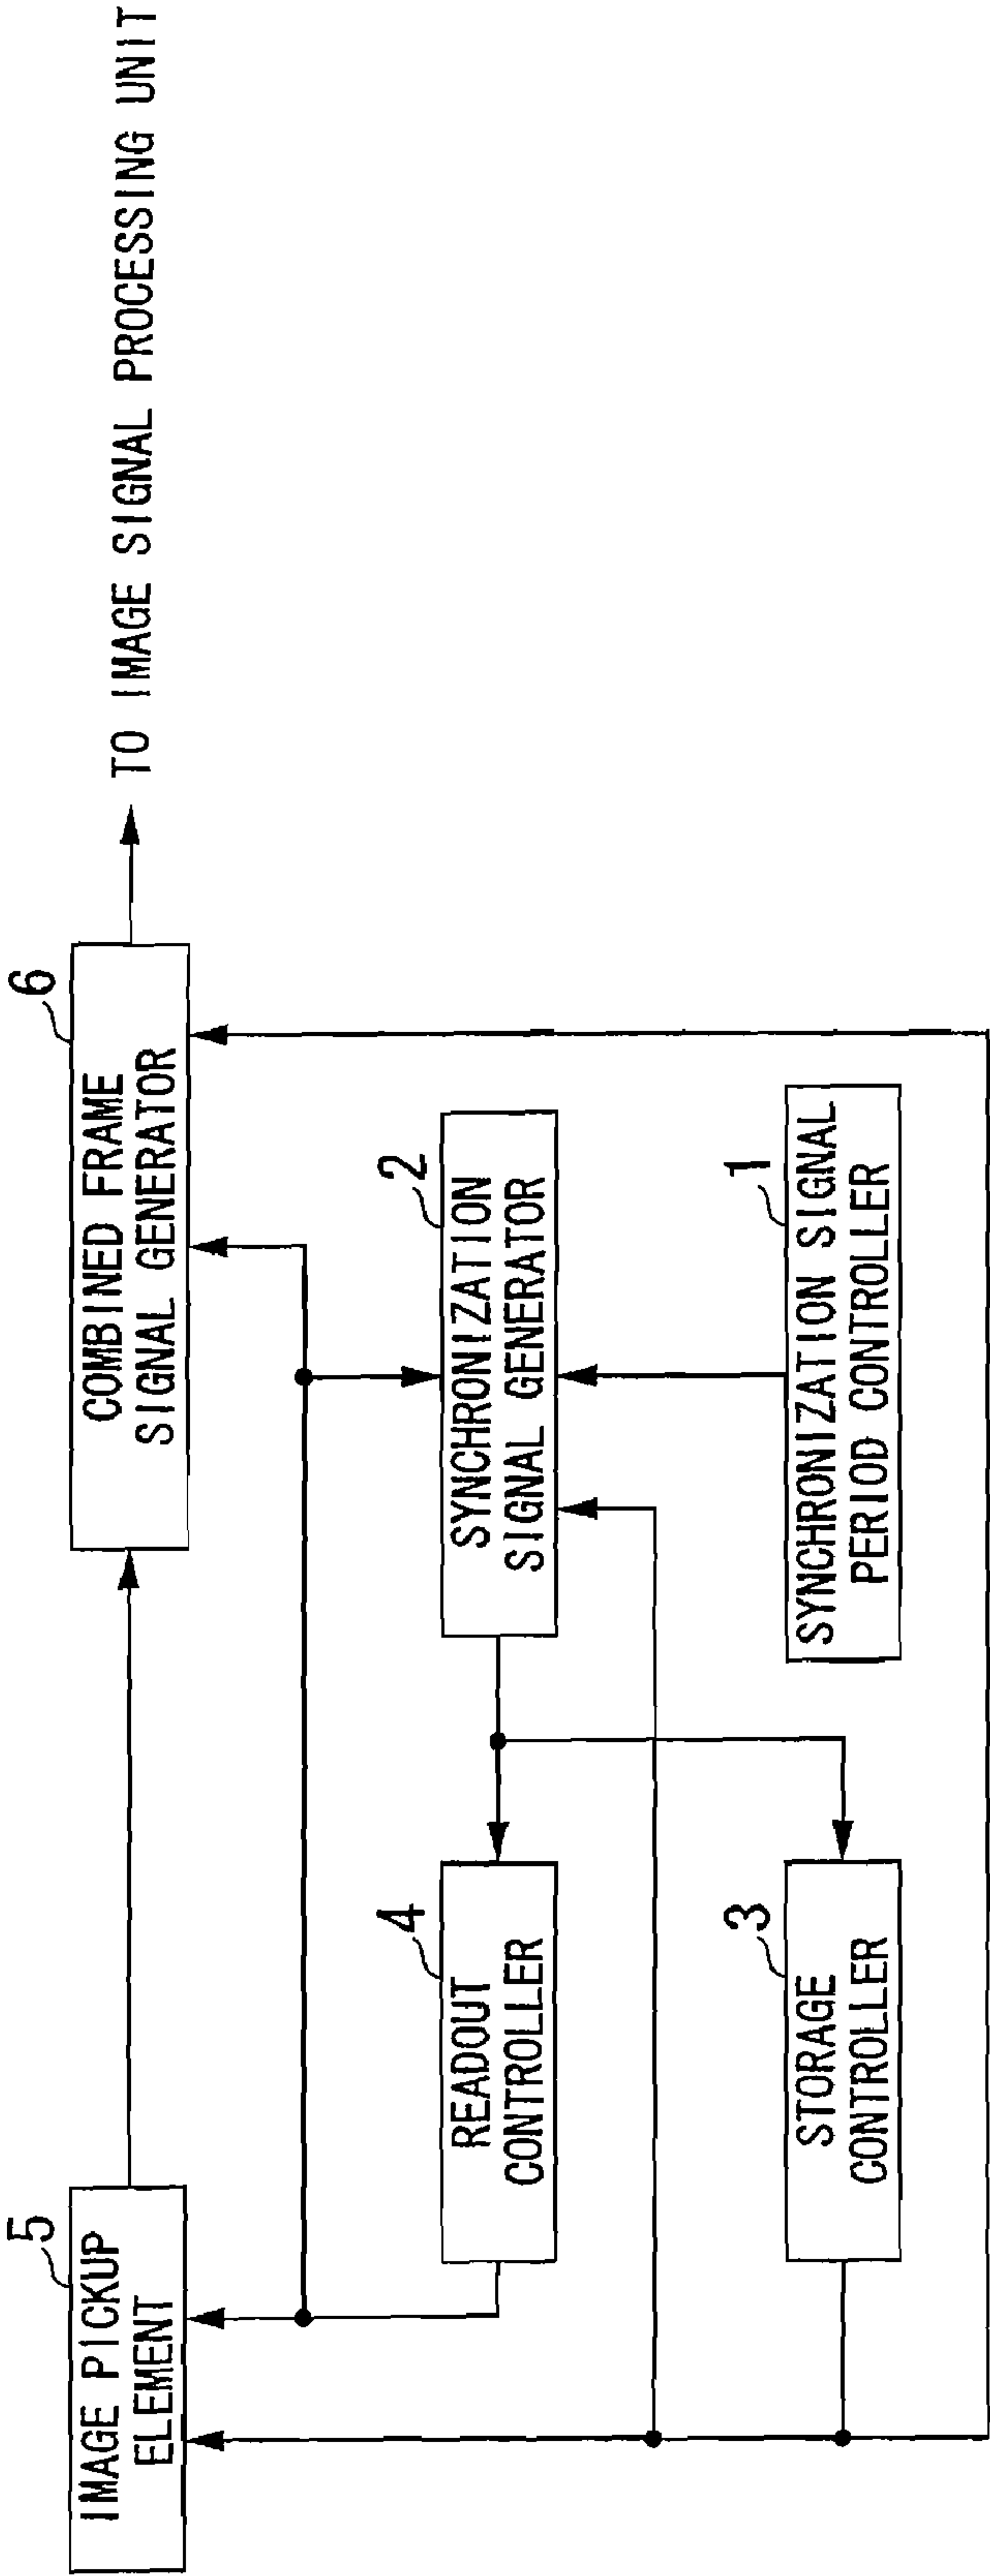 5
IMAGE PICKUP
ELEMENT
6
COMBINED FRAME
SIGNAL GENERATOR
TO IMAGE SIGNAL PROCESSING UNIT
4
READOUT
CONTROLLER
2
SYNCHRONIZATION
SIGNAL GENERATOR
3
STORAGE
CONTROLLER
1
SYNCHRONIZATION SIGNAL
PERIOD CONTROLLER